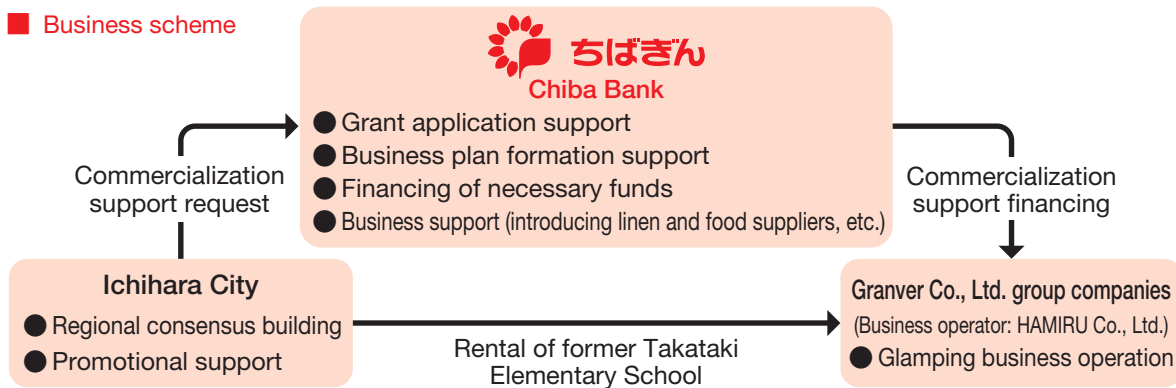 ■ Business scheme
ちばぎん
Chiba Bank
● Grant application support
● Business plan formation support
● Financing of necessary funds
● Business support (introducing linen and food suppliers, etc.)
Commercialization
support request
Commercialization
support financing
Ichihara City
● Regional consensus building
● Promotional support
Rental of former Takataki
Elementary School
Granver Co., Ltd. group companies
(Business operator: HAMIRU Co., Ltd.)
● Glamping business operation